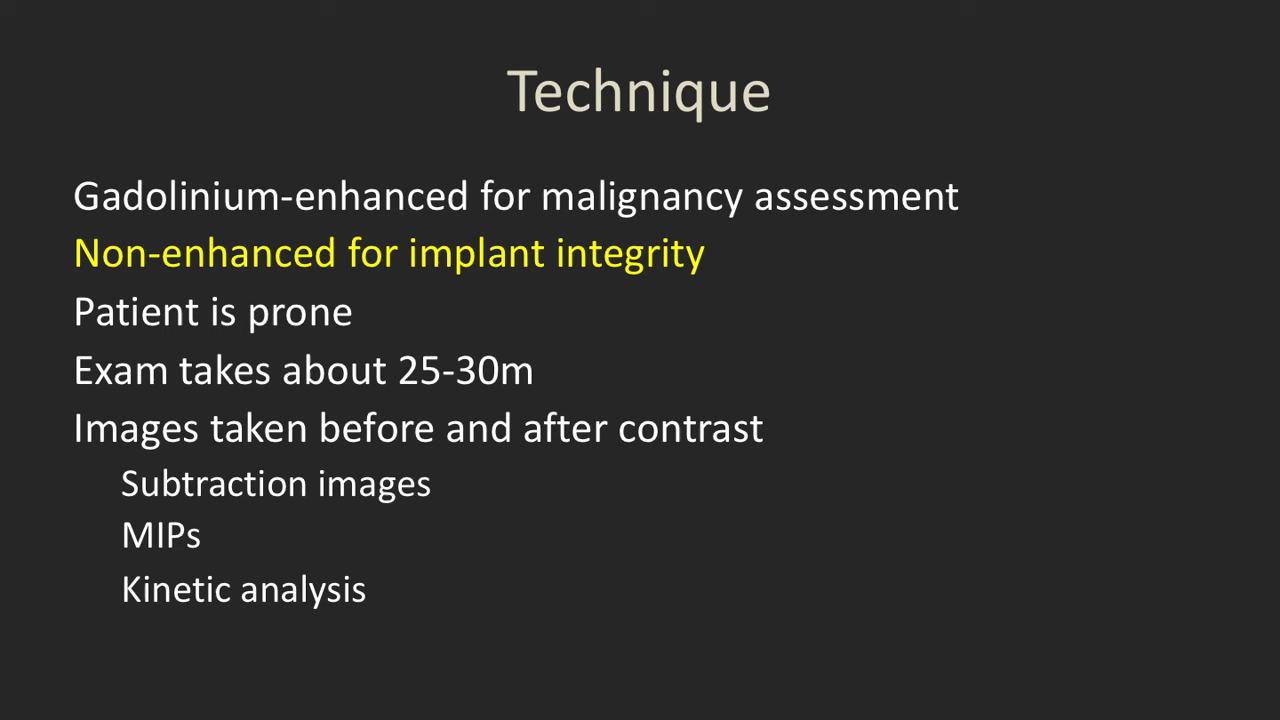 Technique
Gadolinium-enhanced for malignancy assessment
Non-enhanced for implant integrity
Patient is prone
Exam takes about 25-30m
Images taken before and after contrast
Subtraction images
MIPs
Kinetic analysis